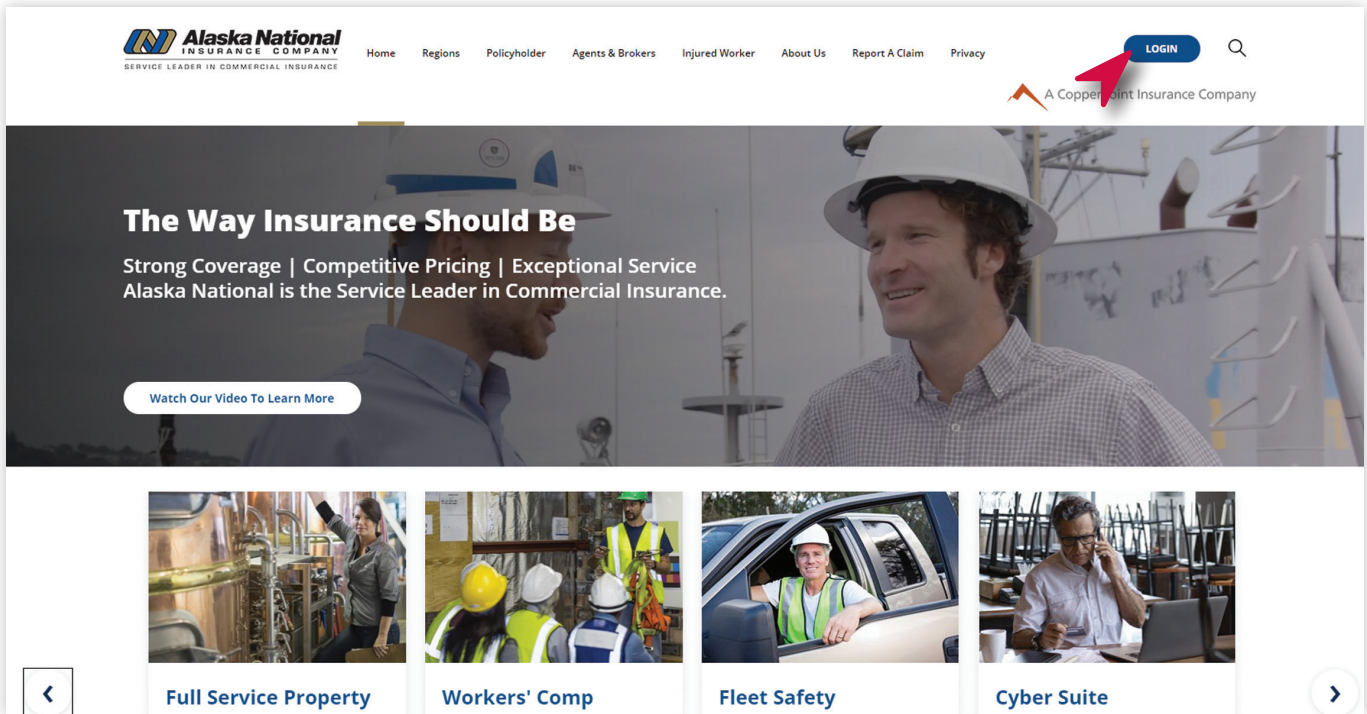 Alaska National
INSURANCE COMPANY
SERVICE LEADER IN COMMERCIAL INSURANCE
Home Regions Policyholder Agents & Brokers Injured Worker About Us Report A Claim Privacy
LOGIN
A CopperPoint Insurance Company
The Way Insurance Should Be
Strong Coverage | Competitive Pricing | Exceptional Service
Alaska National is the Service Leader in Commercial Insurance.
Watch Our Video To Learn More
Full Service Property
Workers' Comp
Fleet Safety
Cyber Suite